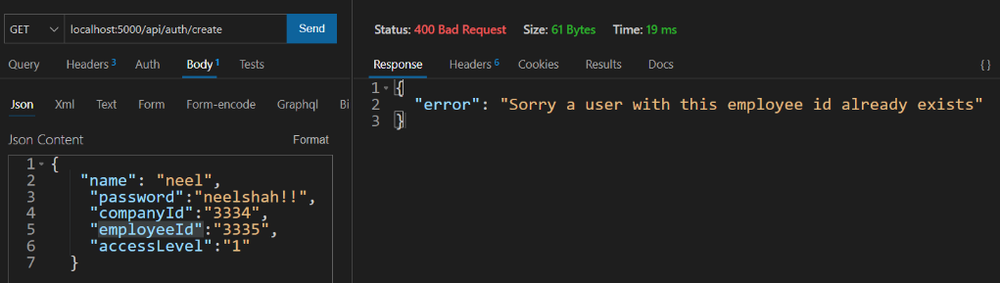 GET localhost:5000/api/auth/create Send
Query Headers 3 Auth Body 1 Tests
Json Xml Text Form Form-encode Graphql Bi
Json Content Format
1 {
2 "name": "neel",
3 "password":"neelshah!!",
4 "companyId":"3334",
5 "employeeId":"3335",
6 "accessLevel":"1"
7 }
Status: 400 Bad Request Size: 61 Bytes Time: 19 ms
Response Headers 6 Cookies Results Docs {}
1 {
2 "error": "Sorry a user with this employee id already exists"
3 }